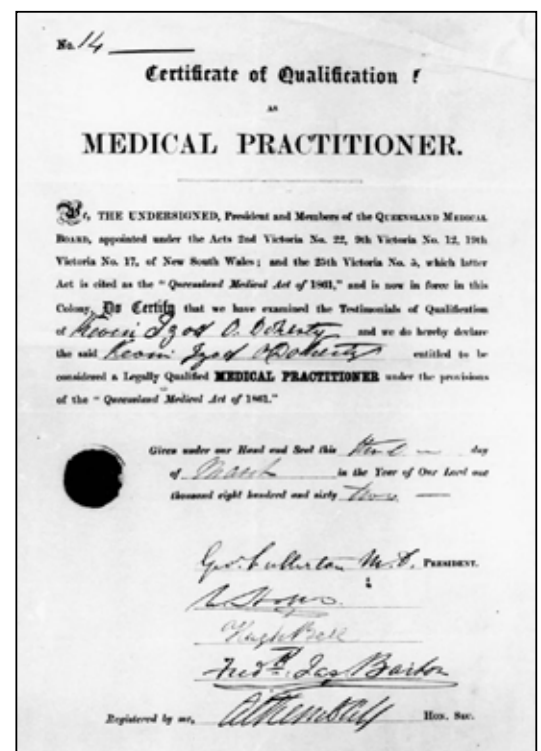 No. 14
Certificate of Qualification
AS
MEDICAL PRACTITIONER.
We, THE UNDERSIGNED, President and Members of the QUEENSLAND MEDICAL
BOARD, appointed under the Acts 2nd Victoria No. 22, 9th Victoria No. 12, 19th
Victoria No. 17, of New South Wales; and the 25th Victoria No. 5, which latter
Act is cited as the "Queensland Medical Act of 1861," and is now in force in this
Colony, Do Certify that we have examined the Testimonials of Qualification
of Kevin Izod O. Doherty and we do hereby declare
the said Kevin Izod O'Doherty entitled to be
considered a Legally Qualified MEDICAL PRACTITIONER under the provisions
of the "Queensland Medical Act of 1861."
Given under our Hand and Seal this day
of March in the Year of Our Lord one
thousand eight hundred and sixty two
Geo. Fullerton M.D. PRESIDENT.
Hugh Bell
Fredk. Jas. Barton
Registered by me, HON. SEC.